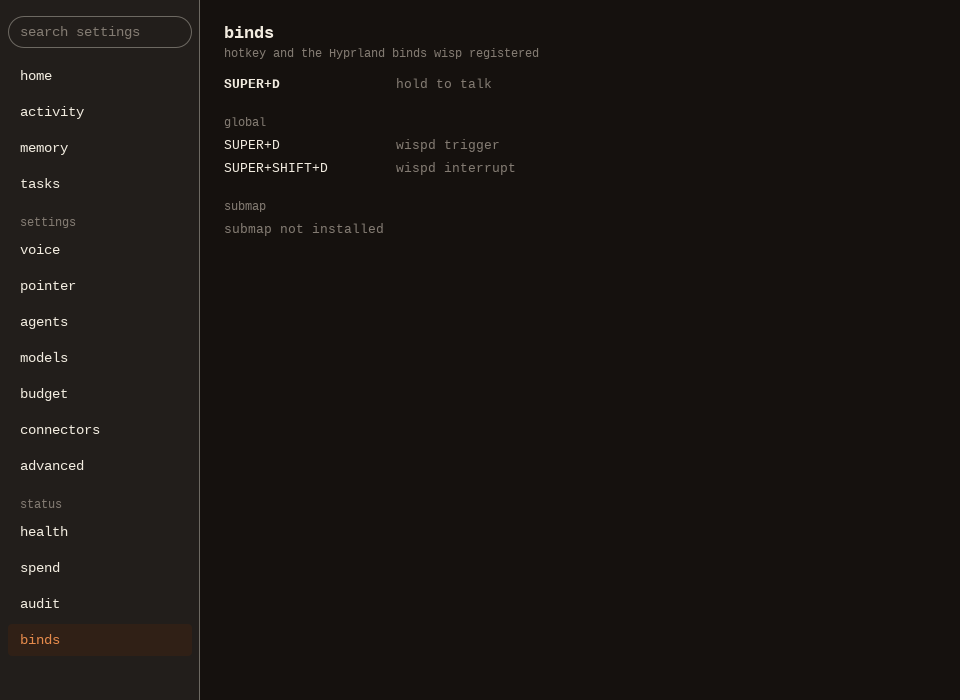 search settings
home
activity
memory
tasks
settings
voice
pointer
agents
models
budget
connectors
advanced
status
health
spend
audit
binds
binds
hotkey and the Hyprland binds wisp registered
SUPER+D hold to talk
global
SUPER+D wispd trigger
SUPER+SHIFT+D wispd interrupt
submap
submap not installed